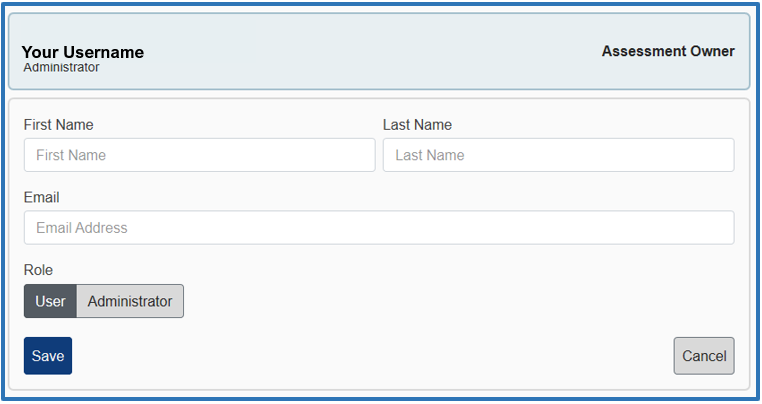 Your Username
Administrator
Assessment Owner
First Name
Last Name
First Name
Last Name
Email
Email Address
Role
User
Administrator
Save
Cancel